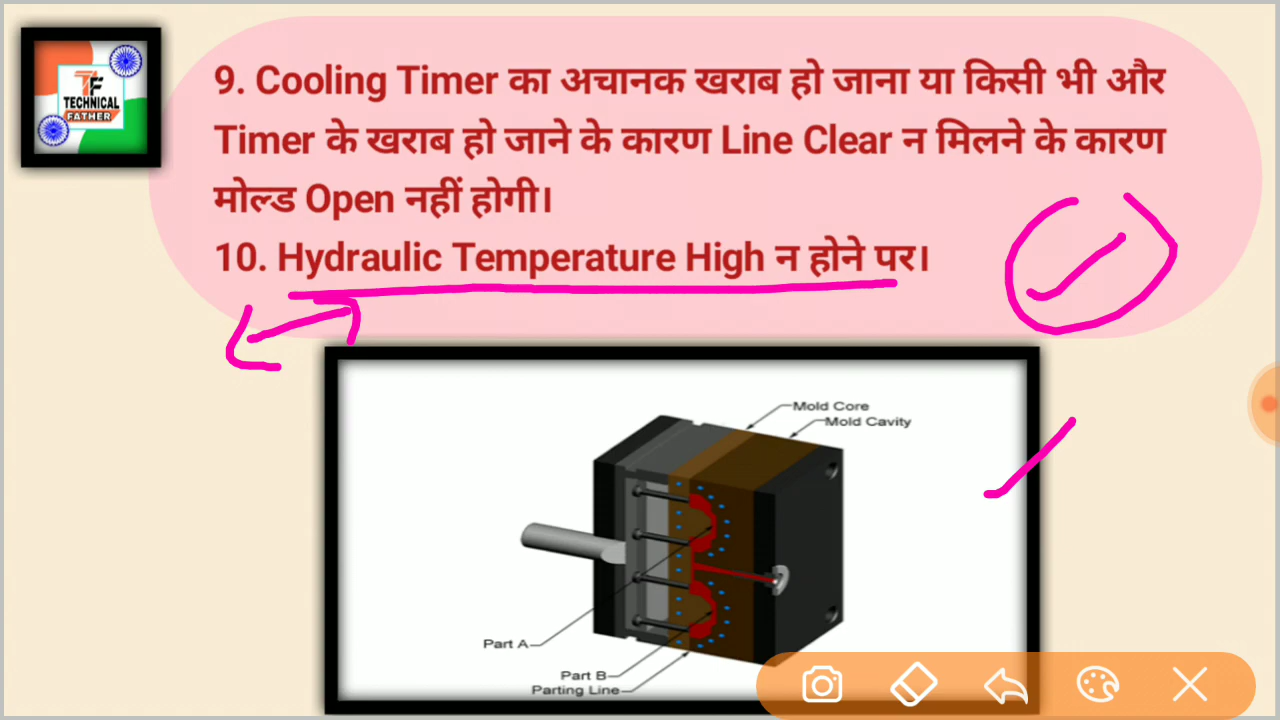 TF
TECHNICAL
FATHER
9. Cooling Timer का अचानक खराब हो जाना या किसी भी और
Timer के खराब हो जाने के कारण Line Clear न मिलने के कारण
मोल्ड Open नहीं होगी।
10. Hydraulic Temperature High न होने पर।
Mold Core
Mold Cavity
Part A
Part B
Parting Line